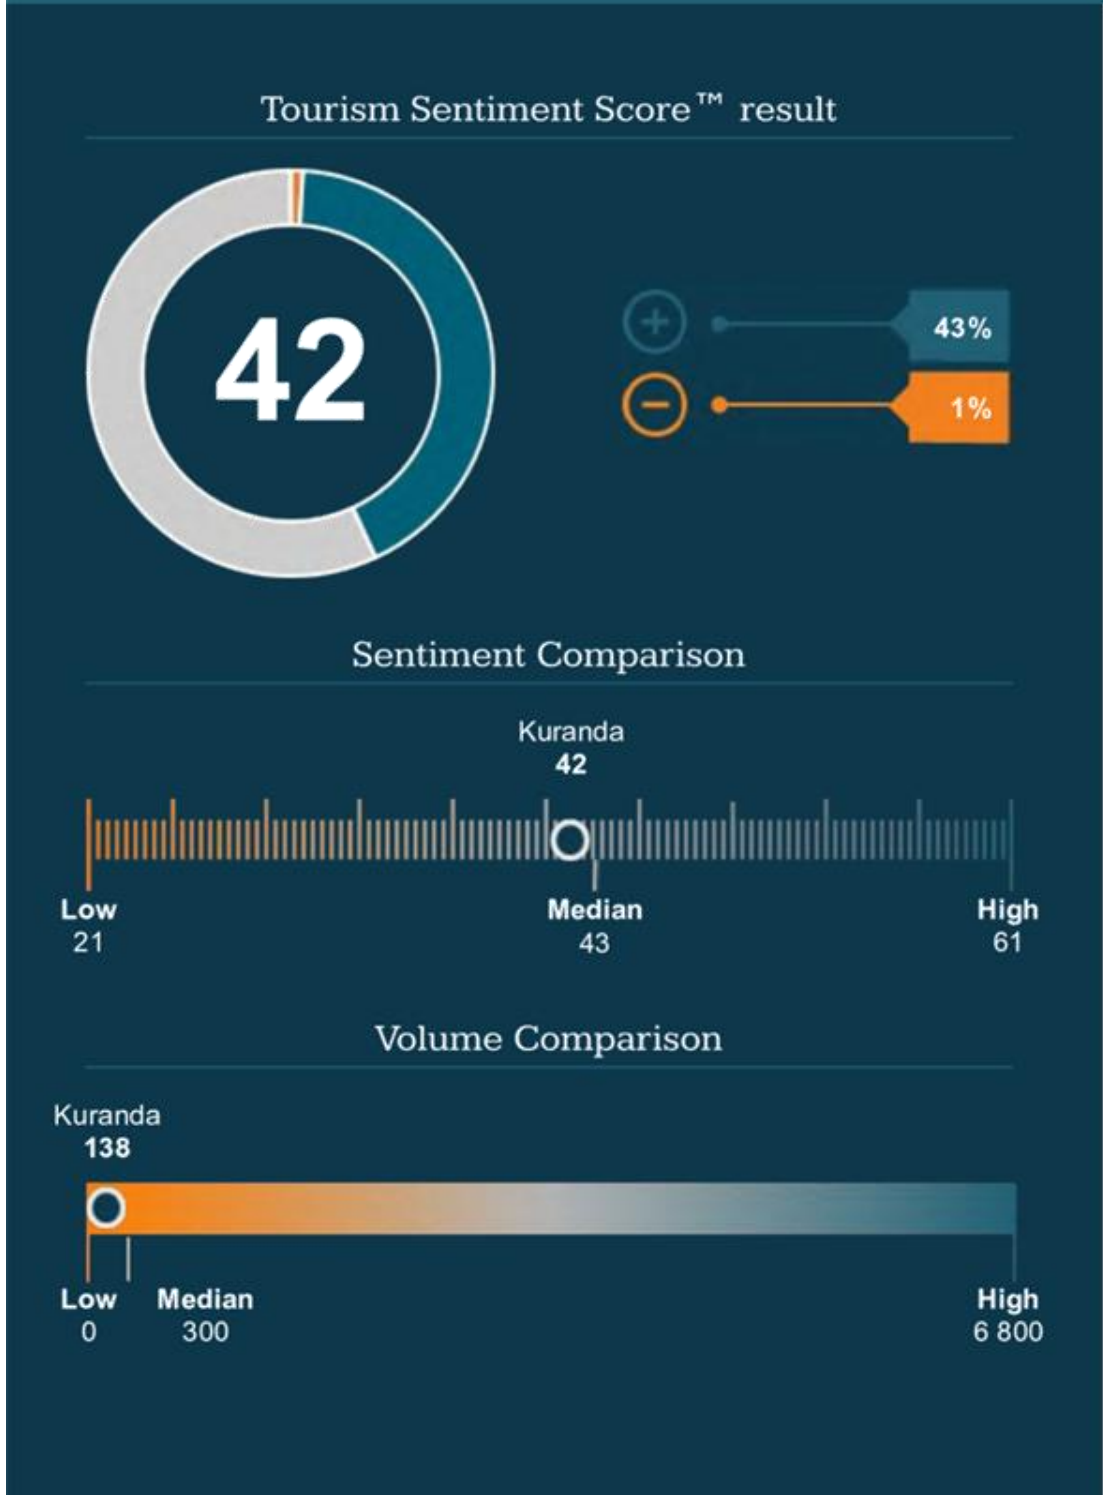 Tourism Sentiment Score™ result
42
43%
1%
Sentiment Comparison
Kuranda
42
Low Median High
21 43 61
Volume Comparison
Kuranda
138
Low Median High
0 300 6 800